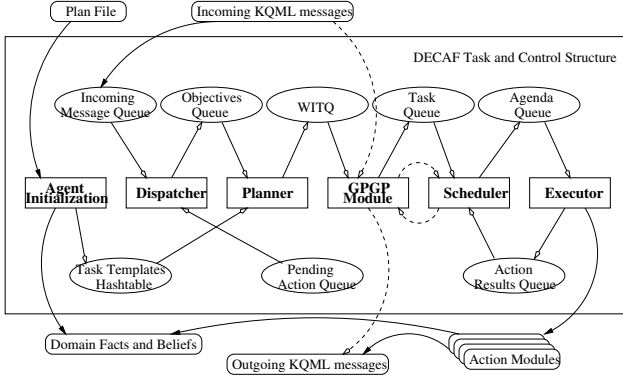 Plan File
Incoming KQML messages
DECAF Task and Control Structure
Incoming
Message Queue
Objectives
Queue
WITQ
Task
Queue
Agenda
Queue
Agent
Initialization
Dispatcher
Planner
GPGP
Module
Scheduler
Executor
Task Templates
Hashtable
Pending
Action Queue
Action
Results Queue
Domain Facts and Beliefs
Outgoing KQML messages
Action Modules